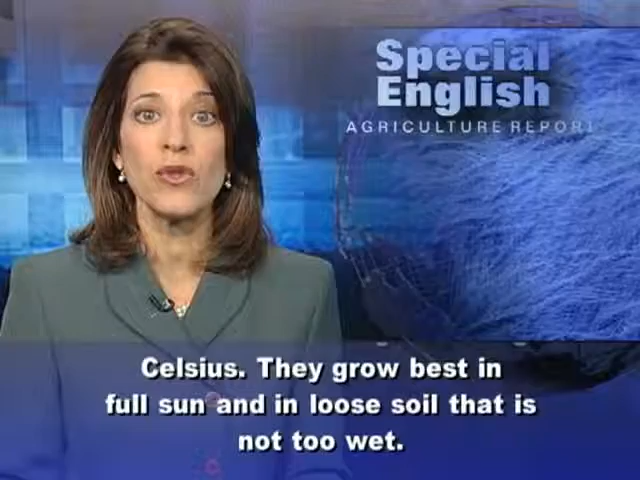 Special
English
AGRICULTURE REPORT
Celsius. They grow best in
full sun and in loose soil that is
not too wet.